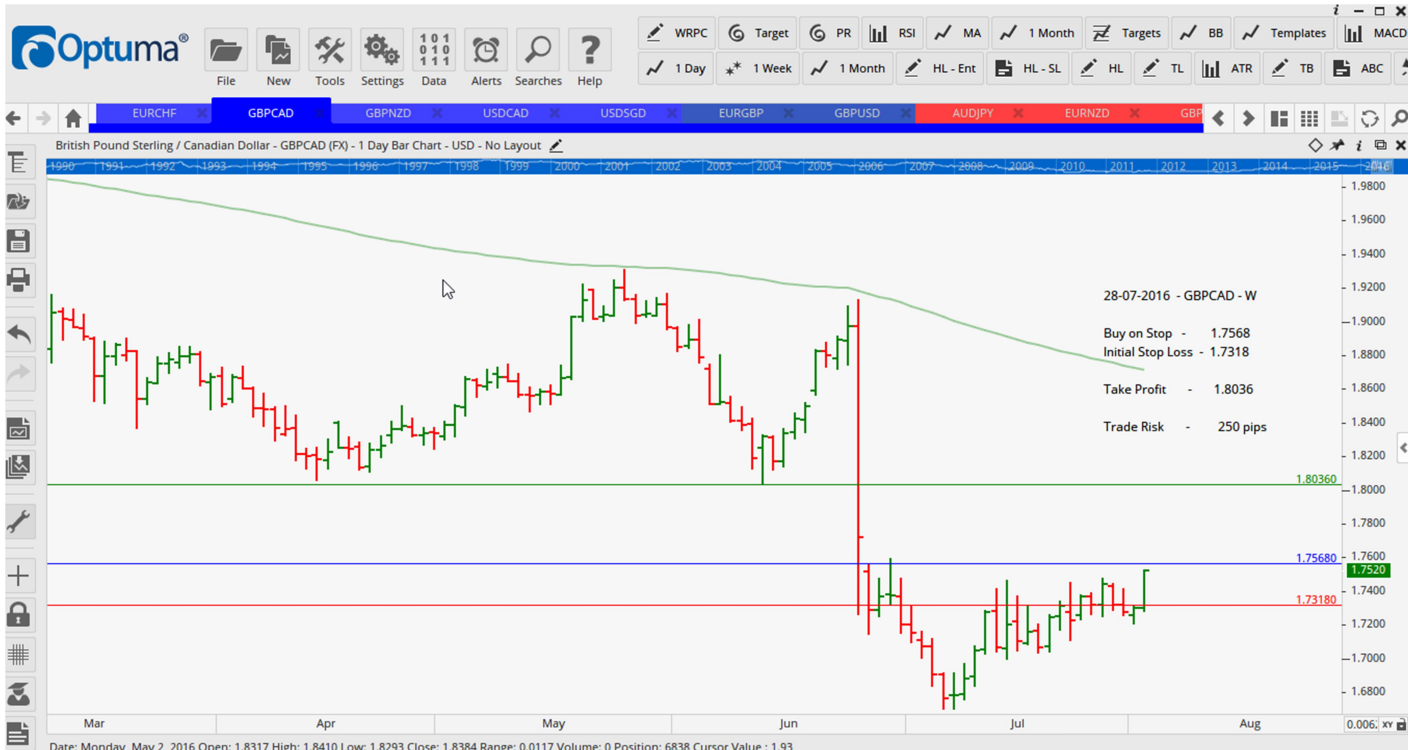 Optuma®
File New Tools Settings Data Alerts Searches Help
WRPC Target PR RSI MA 1 Month Targets BB Templates MACD
1 Day 1 Week 1 Month HL - Ent HL - SL HL TL ATR TB ABC
EURCHF GBPCAD GBPNZD USDCAD USDSGD EURGBP GBPUSD AUDJPY EURNZD GBP
British Pound Sterling / Canadian Dollar - GBPCAD (FX) - 1 Day Bar Chart - USD - No Layout
1990 1991 1992 1993 1994 1995 1996 1997 1998 1999 2000 2001 2002 2003 2004 2005 2006 2007 2008 2009 2010 2011 2012 2013 2014 2015 2016
1.9800
1.9600
1.9400
1.9200
1.9000
1.8800
1.8600
1.8400
1.8200
1.8000
1.7800
1.7600
1.7520
1.7400
1.7200
1.7000
1.6800
28-07-2016 - GBPCAD - W
Buy on Stop - 1.7568
Initial Stop Loss - 1.7318
Take Profit - 1.8036
Trade Risk - 250 pips
1.80360
1.75680
1.73180
Mar Apr May Jun Jul Aug
0.006: XY
Date: Monday, May 2, 2016 Open: 1.8317 High: 1.8410 Low: 1.8293 Close: 1.8384 Range: 0.0117 Volume: 0 Position: 6838 Cursor Value : 1.93